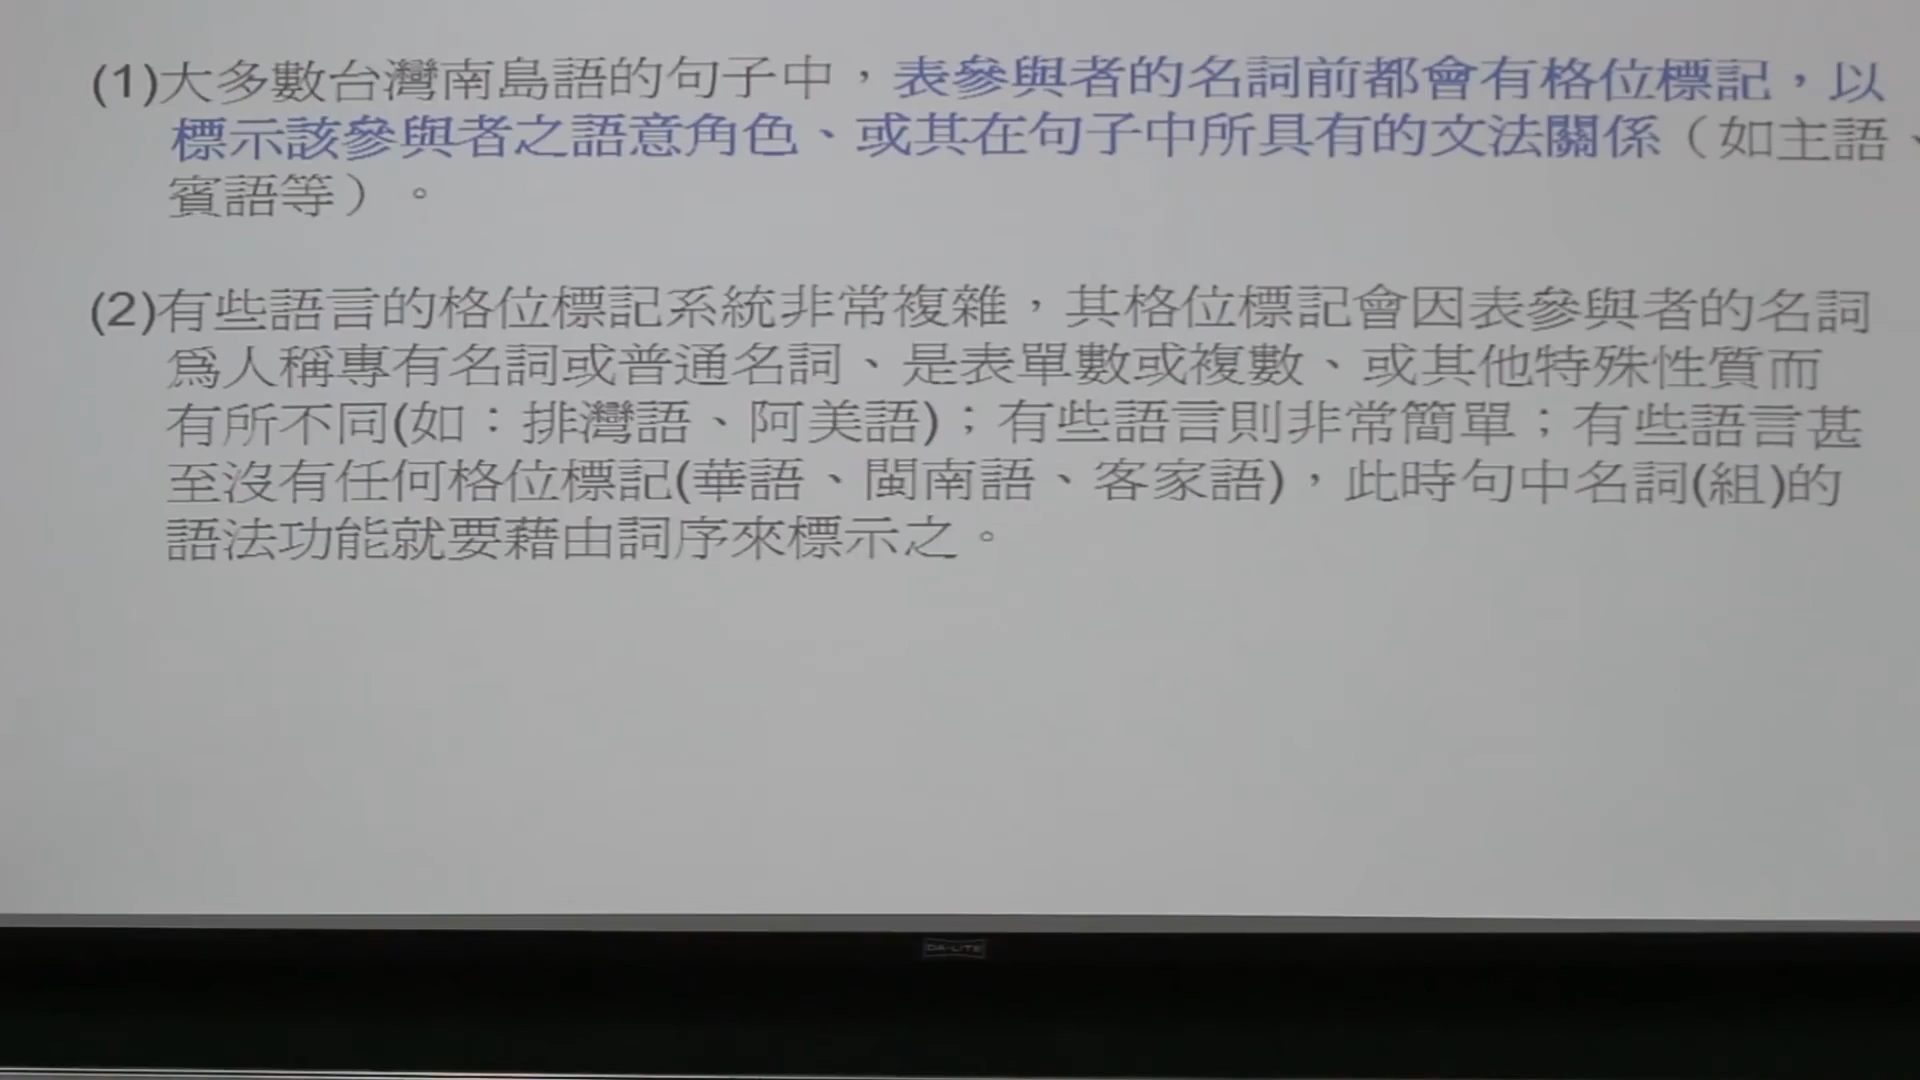 (1)大多數台灣南島語的句子中，表參與者的名詞前都會有格位標記，以
標示該參與者之語意角色、或其在句子中所具有的文法關係（如主語、
賓語等）。
(2)有些語言的格位標記系統非常複雜，其格位標記會因表參與者的名詞
爲人稱專有名詞或普通名詞、是表單數或複數、或其他特殊性質而
有所不同(如：排灣語、阿美語)；有些語言則非常簡單；有些語言甚
至沒有任何格位標記(華語、閩南語、客家語)，此時句中名詞(組)的
語法功能就要藉由詞序來標示之。
DA-LITE